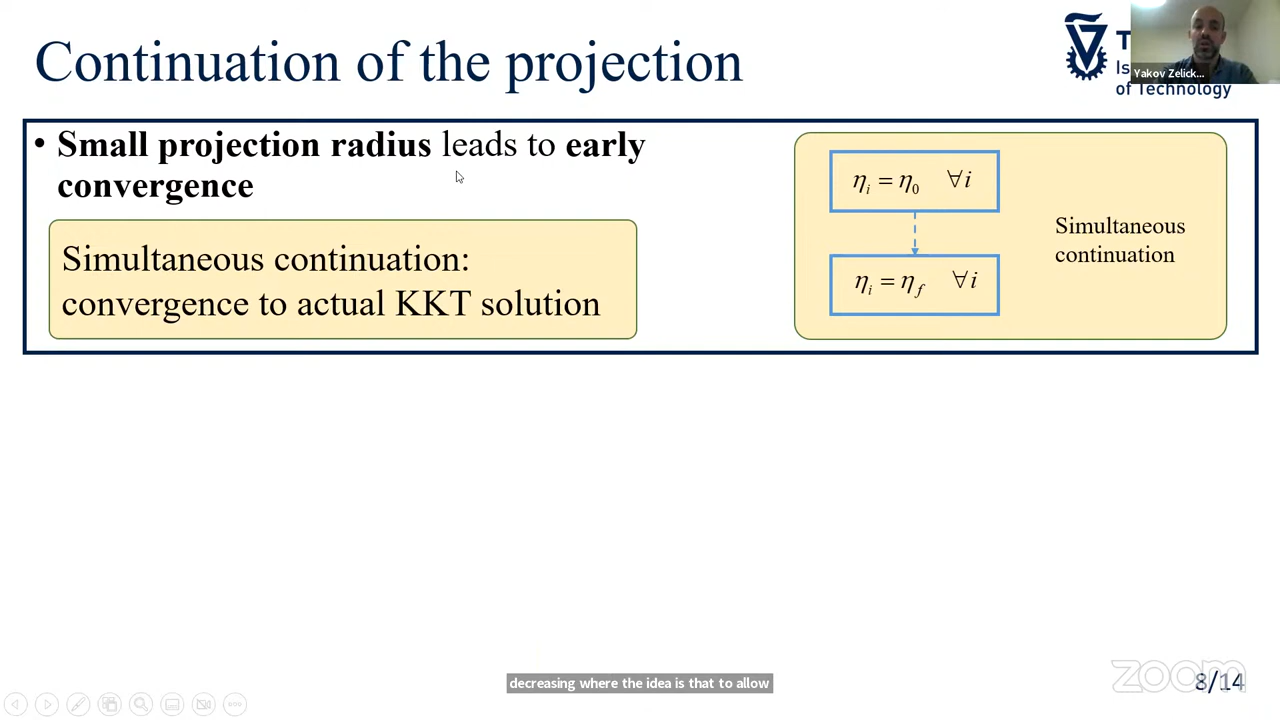 Continuation of the projection
T
Is
of Technology
Yakov Zelick...
• Small projection radius leads to early
convergence
Simultaneous continuation:
convergence to actual KKT solution
ηi = η0 ∀i
ηi = ηf ∀i
Simultaneous
continuation
decreasing where the idea is that to allow
zoom
8/14